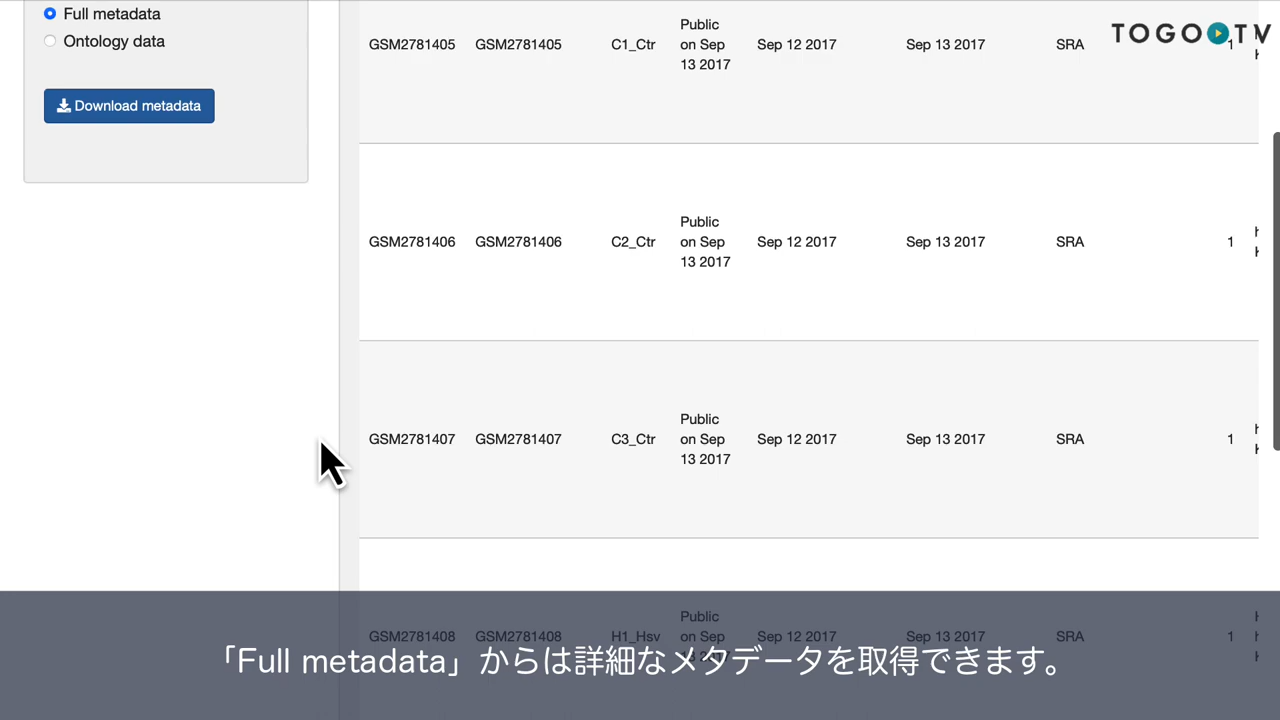 Full metadata
Ontology data
Download metadata
TOGO TV
GSM2781405 GSM2781405 C1_Ctr Public on Sep 13 2017 Sep 12 2017 Sep 13 2017 SRA 1
GSM2781406 GSM2781406 C2_Ctr Public on Sep 13 2017 Sep 12 2017 Sep 13 2017 SRA 1
GSM2781407 GSM2781407 C3_Ctr Public on Sep 13 2017 Sep 12 2017 Sep 13 2017 SRA 1
GSM2781408 GSM2781408 H1_Hsv Public on Sep 13 2017 Sep 12 2017 Sep 13 2017 SRA 1
「Full metadata」からは詳細なメタデータを取得できます。